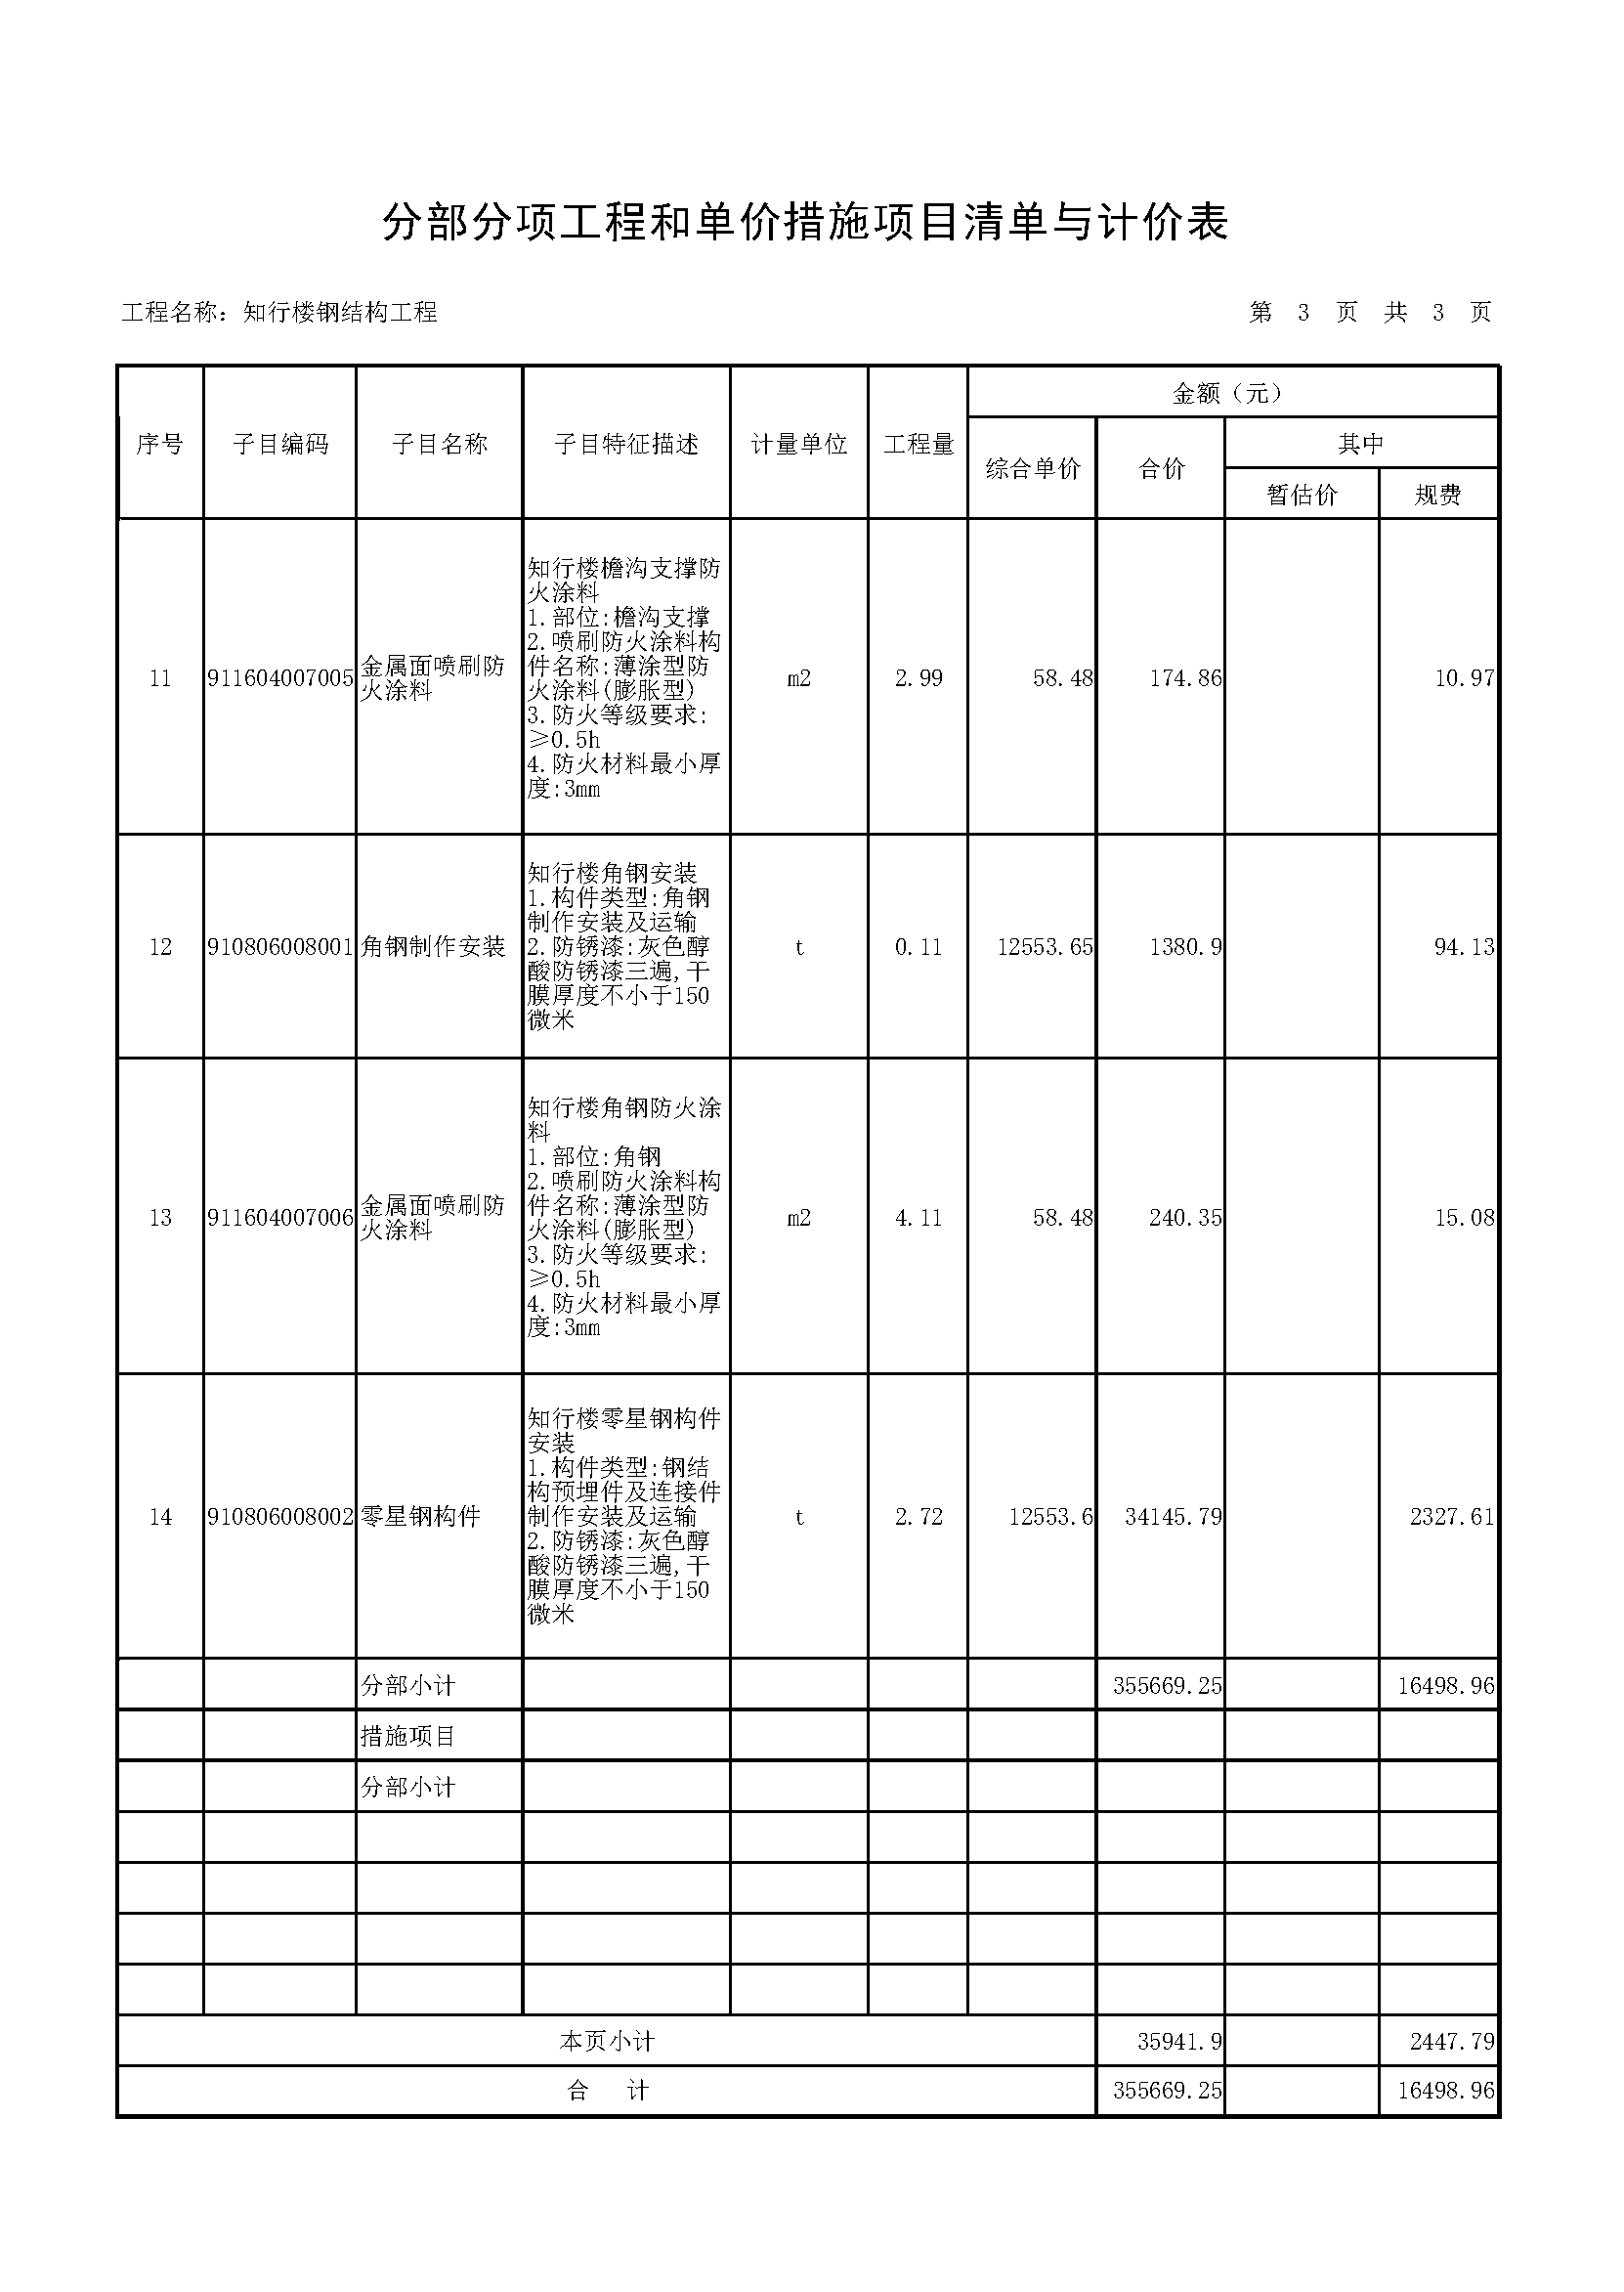 分部分项工程和单价措施项目清单与计价表
工程名称：知行楼钢结构工程 第 3 页 共 3 页
序号 子目编码 子目名称 子目特征描述 计量单位 工程量 金额（元）
综合单价 合价 其中
暂估价 规费
11 911604007005 金属面喷刷防
火涂料
知行楼檐沟支撑防
火涂料
1.部位:檐沟支撑
2.喷刷防火涂料构
件名称:薄涂型防
火涂料(膨胀型)
3.防火等级要求:
≥0.5h
4.防火材料最小厚
度:3mm
m2 2.99 58.48 174.86 10.97
12 910806008001 角钢制作安装
知行楼角钢安装
1.构件类型:角钢
制作安装及运输
2.防锈漆:灰色醇
酸防锈漆三遍,干
膜厚度不小于150
微米
t 0.11 12553.65 1380.9 94.13
13 911604007006 金属面喷刷防
火涂料
知行楼角钢防火涂
料
1.部位:角钢
2.喷刷防火涂料构
件名称:薄涂型防
火涂料(膨胀型)
3.防火等级要求:
≥0.5h
4.防火材料最小厚
度:3mm
m2 4.11 58.48 240.35 15.08
14 910806008002 零星钢构件
知行楼零星钢构件
安装
1.构件类型:钢结
构预埋件及连接件
制作安装及运输
2.防锈漆:灰色醇
酸防锈漆三遍,干
膜厚度不小于150
微米
t 2.72 12553.6 34145.79 2327.61
分部小计 355669.25 16498.96
措施项目
分部小计
本页小计 35941.9 2447.79
合 计 355669.25 16498.96